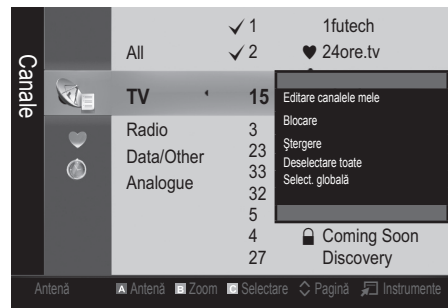 Canale
✓ 1 1futech
All ✓ 2 ♥ 24ore.tv
TV 15
Editare canalele mele
Blocare
Ştergere
Deselectare toate
Select. globală
Radio 3
Data/Other 23
Analogue 33
32
5
4 Coming Soon
27 Discovery
Antenă A Antenă B Zoom C Selectare Pagină Instrumente